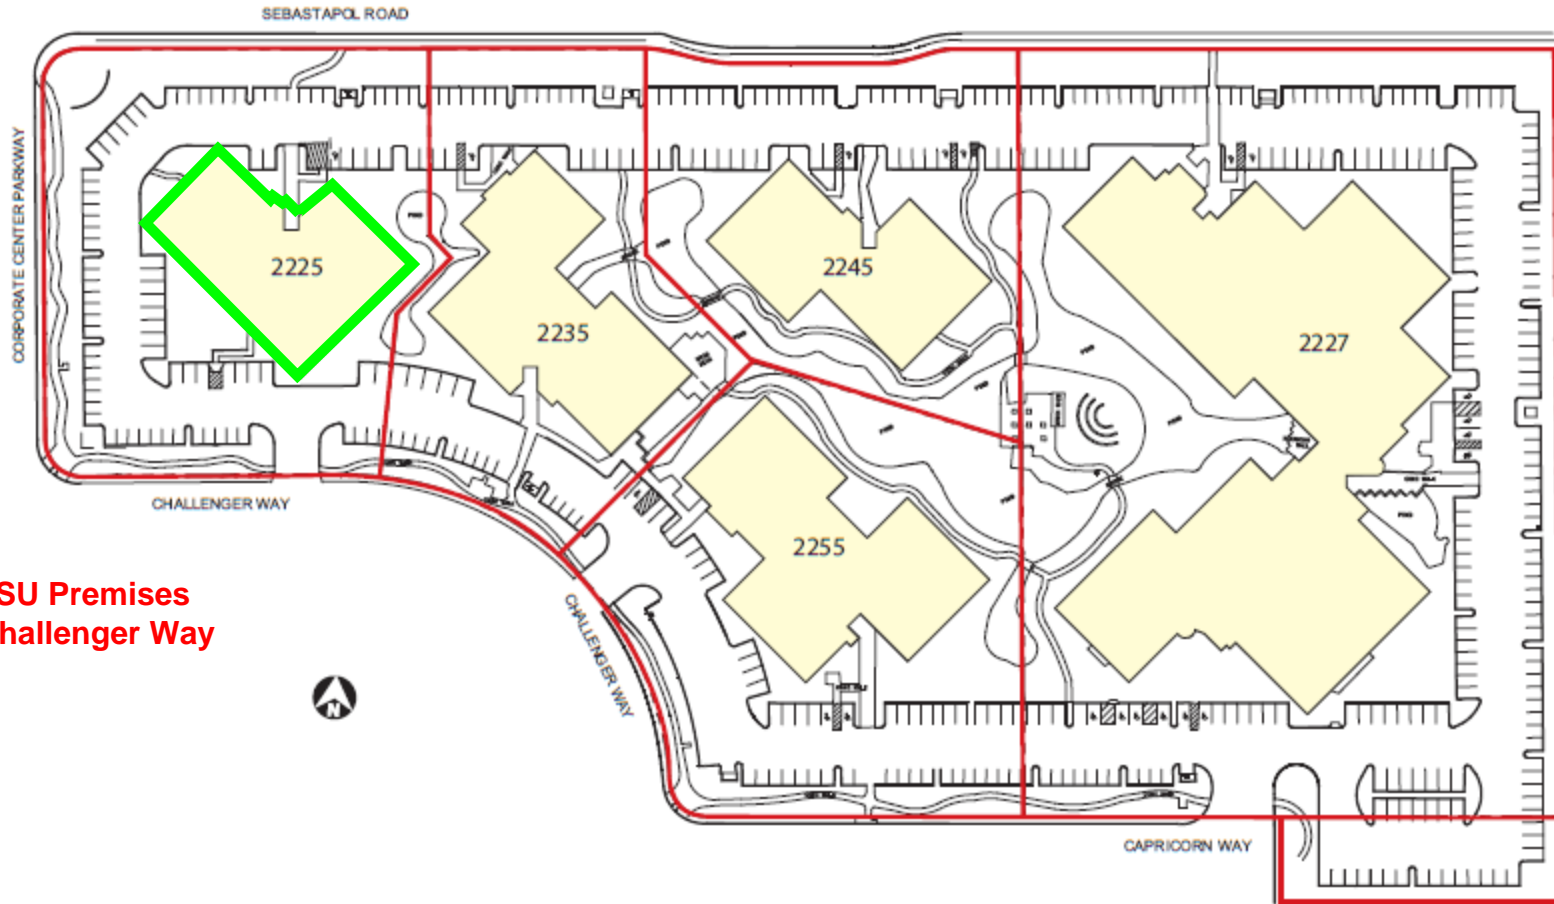 SEBASTAPOL ROAD
CORPORATE CENTER PARKWAY
2225
2235
2245
2227
2255
CHALLENGER WAY
CHALLENGER WAY
SU Premises
hallenger Way
N
CAPRICORN WAY